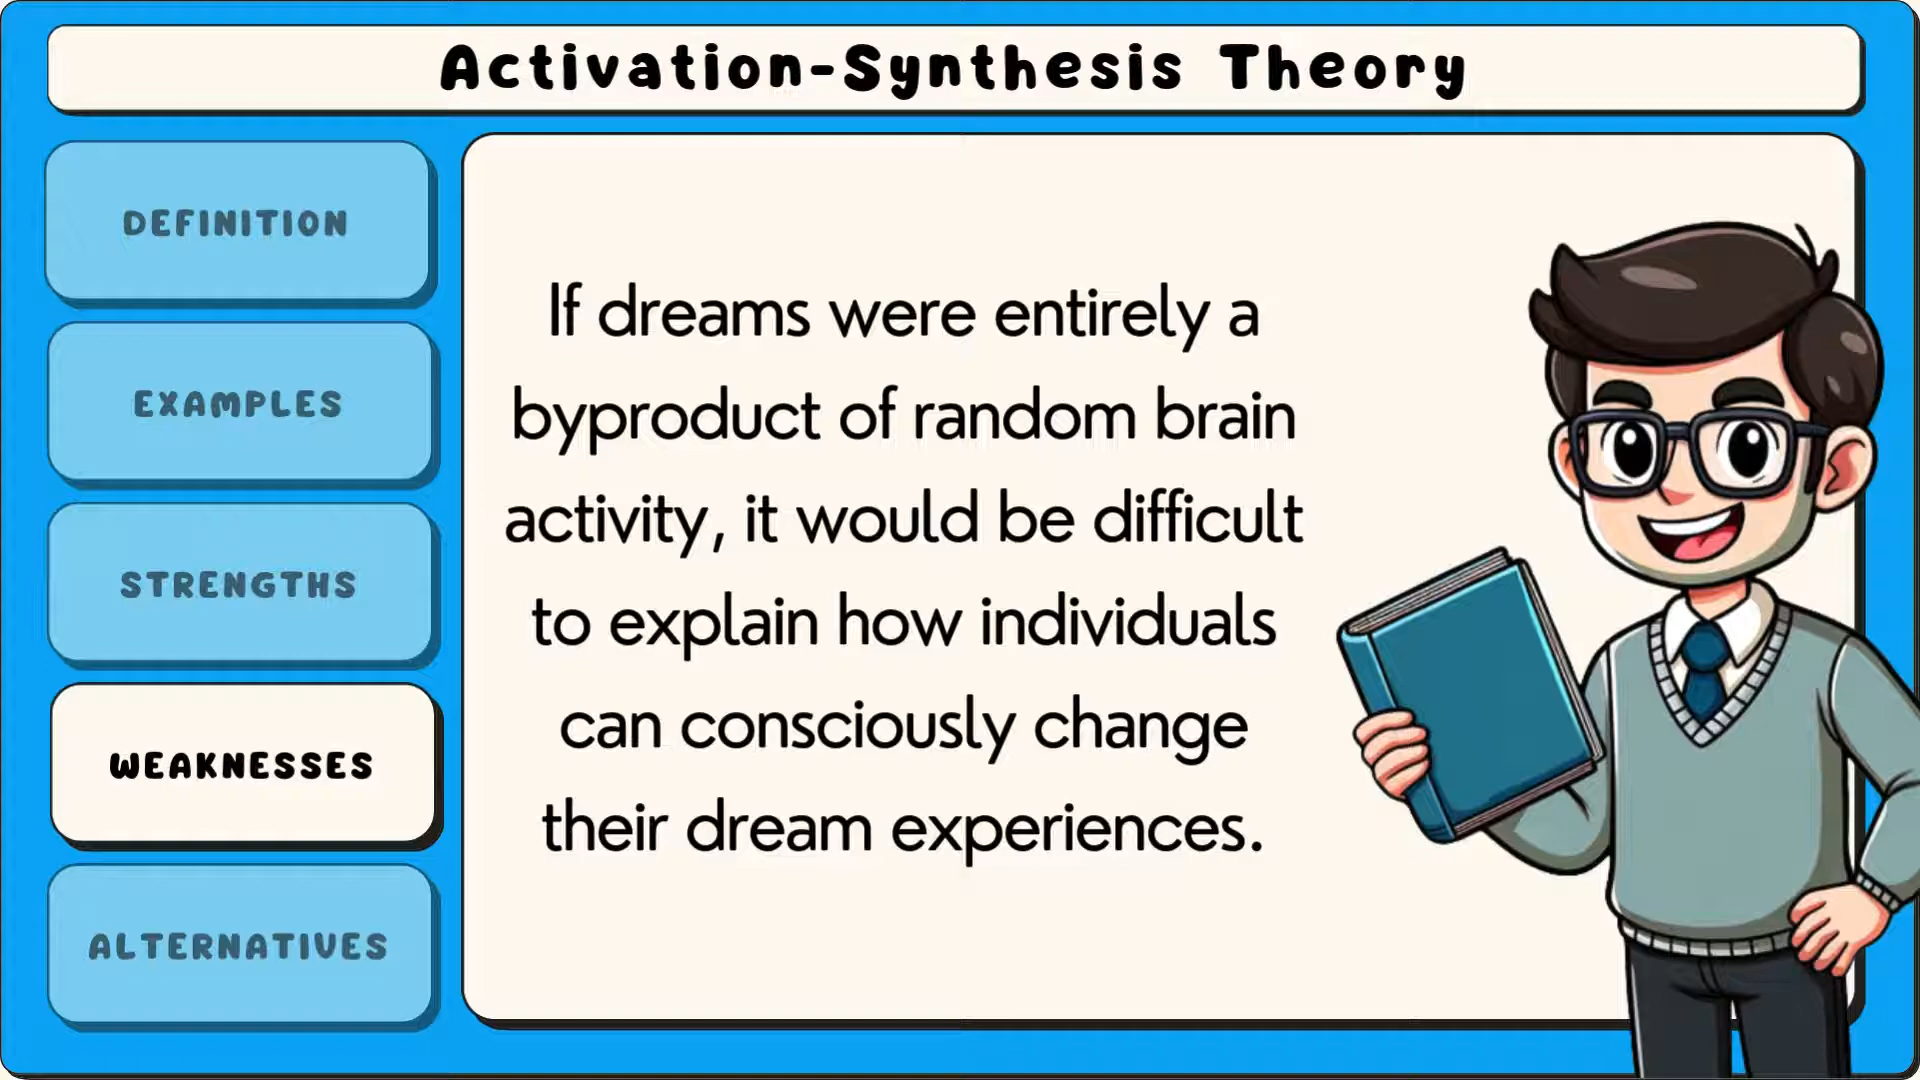 Activation-Synthesis Theory
DEFINITION
EXAMPLES
STRENGTHS
WEAKNESSES
ALTERNATIVES
If dreams were entirely a
byproduct of random brain
activity, it would be difficult
to explain how individuals
can consciously change
their dream experiences.